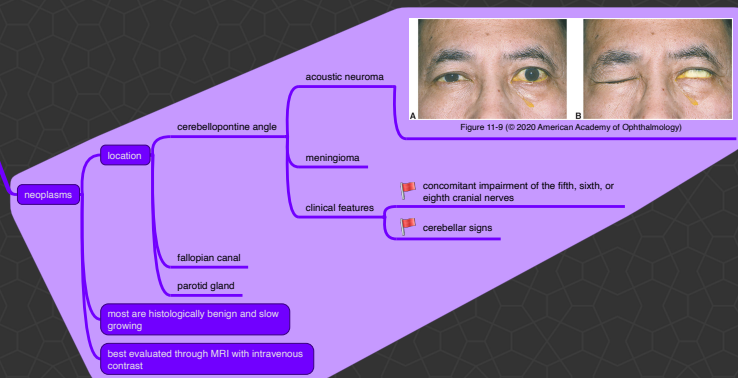 neoplasms
location
cerebellopontine angle
acoustic neuroma
A
B
Figure 11-9 (© 2020 American Academy of Ophthalmology)
meningioma
clinical features
concomitant impairment of the fifth, sixth, or
eighth cranial nerves
cerebellar signs
fallopian canal
parotid gland
most are histologically benign and slow
growing
best evaluated through MRI with intravenous
contrast